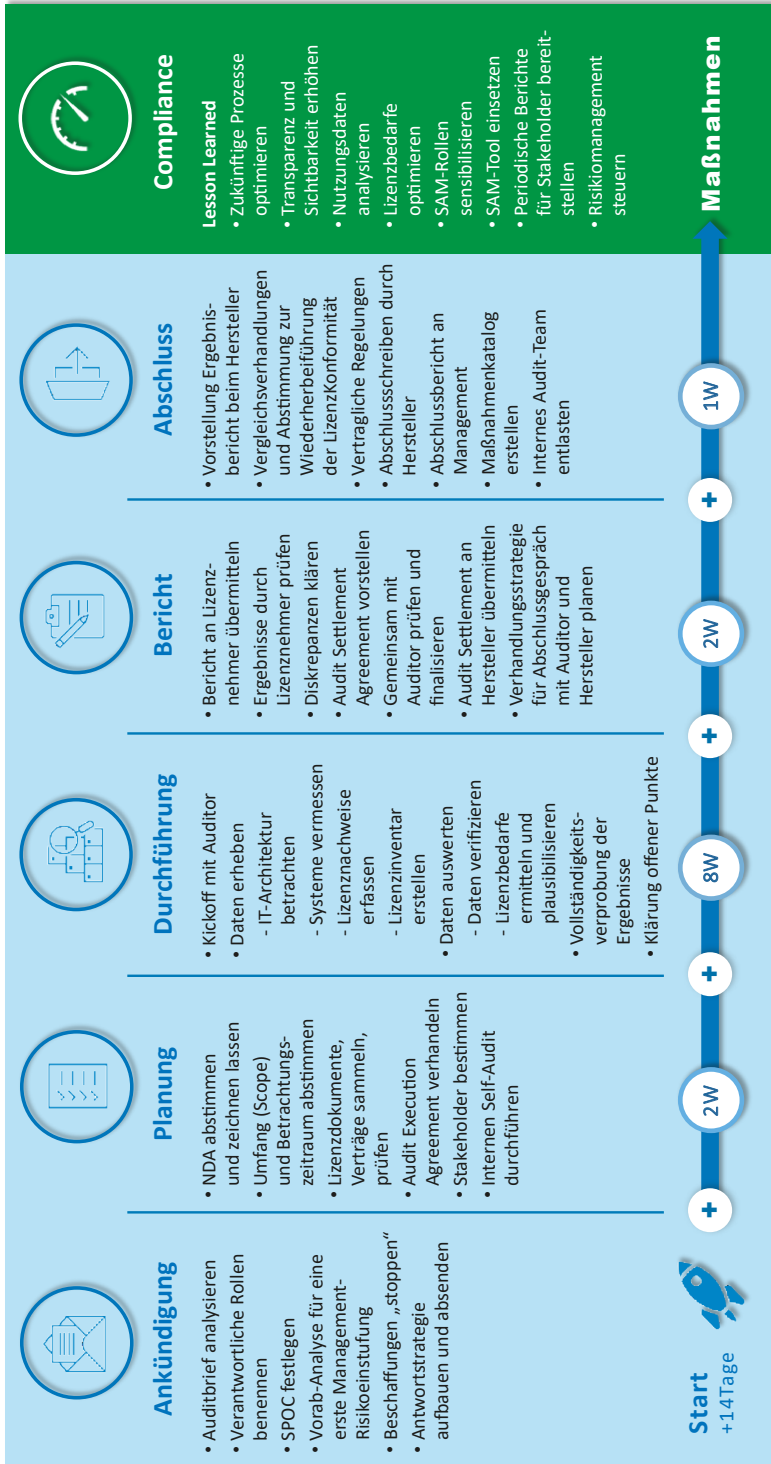 Ankündigung
• Auditbrief analysieren
• Verantwortliche Rollen
benennen
• SPOC festlegen
• Vorab-Analyse für eine
erste Management-
Risikoeinstufung
• Beschaffungen „stoppen“
• Antwortstrategie
aufbauen und absenden
Planung
• NDA abstimmen
und zeichnen lassen
• Umfang (Scope)
und Betrachtungs-
zeitraum abstimmen
• Lizenzdokumente,
Verträge sammeln,
prüfen
• Audit Execution
Agreement verhandeln
• Stakeholder bestimmen
• Internen Self-Audit
durchführen
Durchführung
• Kickoff mit Auditor
• Daten erheben
- IT-Architektur
betrachten
- Systeme vermessen
- Lizenznachweise
erfassen
- Lizenzinventar
erstellen
• Daten auswerten
- Daten verifizieren
- Lizenzbedarfe
ermitteln und
plausibilisieren
• Vollständigkeits-
verprobung der
Ergebnisse
• Klärung offener Punkte
Bericht
• Bericht an Lizenz-
nehmer übermitteln
• Ergebnisse durch
Lizenznehmer prüfen
• Diskrepanzen klären
• Audit Settlement
Agreement vorstellen
• Gemeinsam mit
Auditor prüfen und
finalisieren
• Audit Settlement an
Hersteller übermitteln
• Verhandlungsstrategie
für Abschlussgespräch
mit Auditor und
Hersteller planen
Abschluss
• Vorstellung Ergebnis-
bericht beim Hersteller
• Vergleichsverhandlungen
und Abstimmung zur
Wiederherbeiführung
der LizenzKonformität
• Vertragliche Regelungen
• Abschlussschreiben durch
Hersteller
• Abschlussbericht an
Management
• Maßnahmenkatalog
erstellen
• Internes Audit-Team
entlasten
Compliance
Lesson Learned
• Zukünftige Prozesse
optimieren
• Transparenz und
Sichtbarkeit erhöhen
• Nutzungsdaten
analysieren
• Lizenzbedarfe
optimieren
• SAM-Rollen
sensibilisieren
• SAM-Tool einsetzen
• Periodische Berichte
für Stakeholder bereit-
stellen
• Risikiomanagement
steuern
Start
+14Tage
+
2W
+
8W
+
2W
+
1W
Maßnahmen